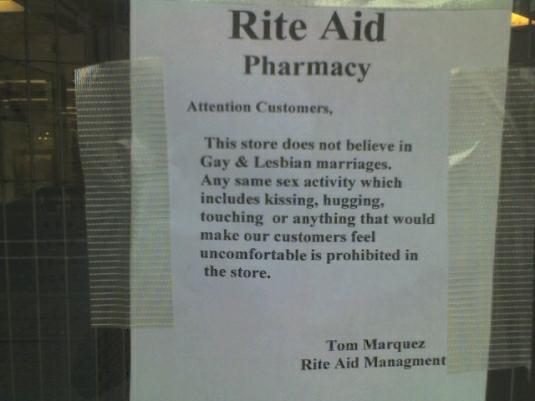 Rite Aid
Pharmacy
Attention Customers,
This store does not believe in
Gay & Lesbian marriages.
Any same sex activity which
includes kissing, hugging,
touching or anything that would
make our customers feel
uncomfortable is prohibited in
the store.
Tom Marquez
Rite Aid Managment